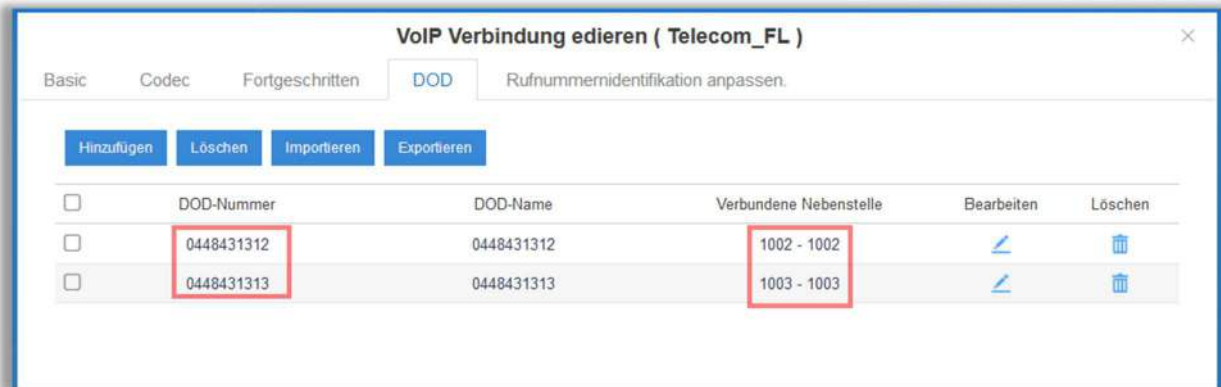 VoIP Verbindung edieren ( Telecom_FL )
Basic Codec Fortgeschritten DOD Rufnummernidentifikation anpassen.
Hinzufügen Löschen Importieren Exportieren
DOD-Nummer DOD-Name Verbundene Nebenstelle Bearbeiten Löschen
0448431312 0448431312 1002 - 1002
0448431313 0448431313 1003 - 1003